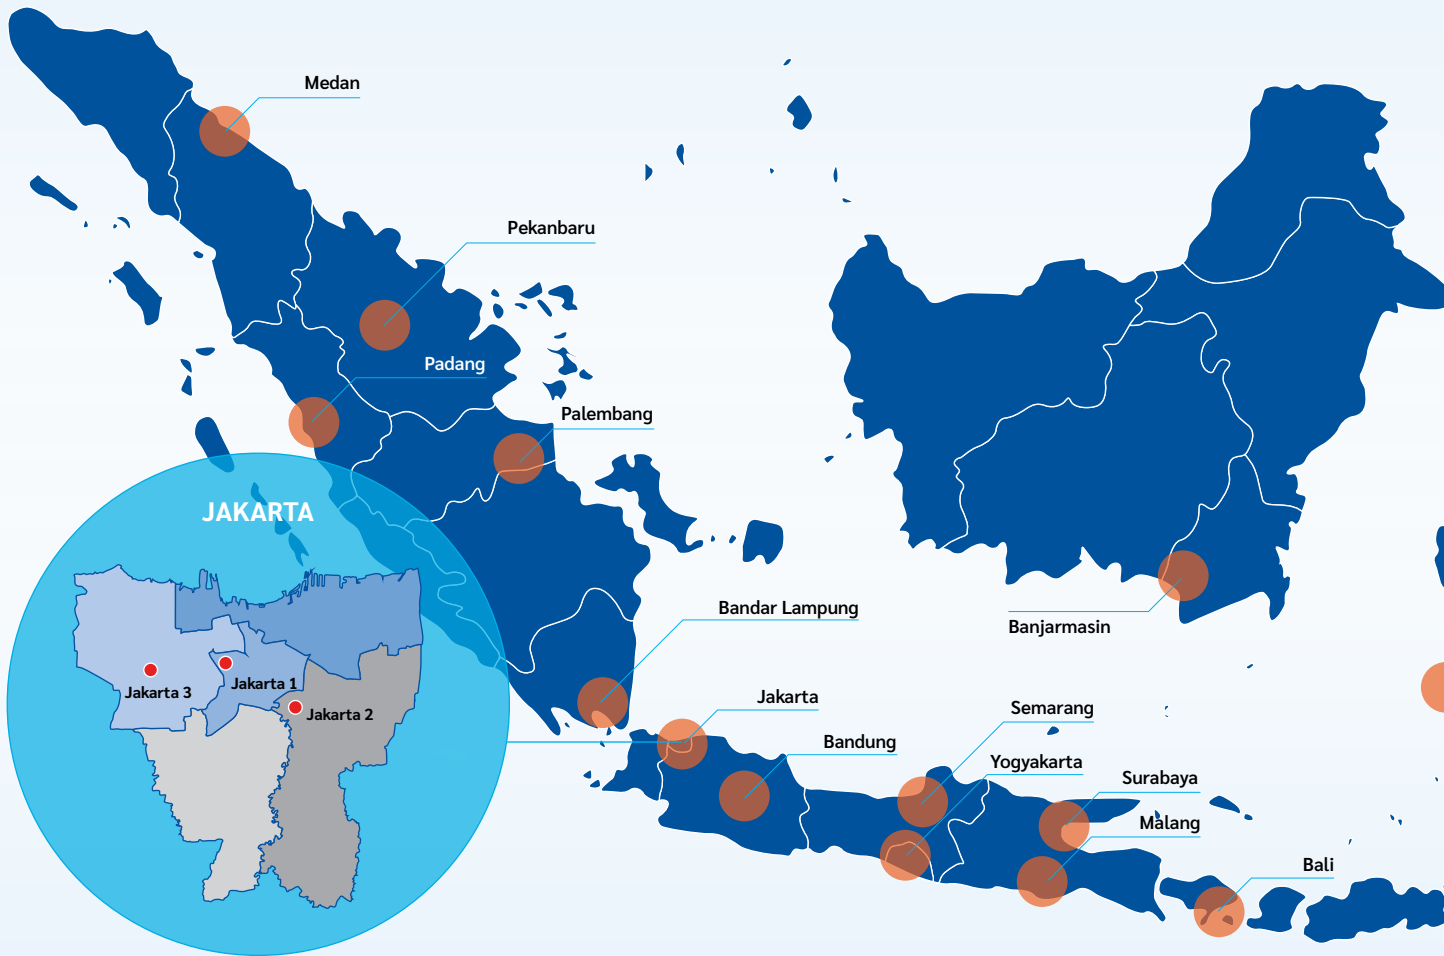 Medan
Pekanbaru
Padang
Palembang
JAKARTA
Bandar Lampung
Banjarmasin
Jakarta 3
Jakarta 1
Jakarta 2
Jakarta
Semarang
Bandung
Yogyakarta
Surabaya
Malang
Bali